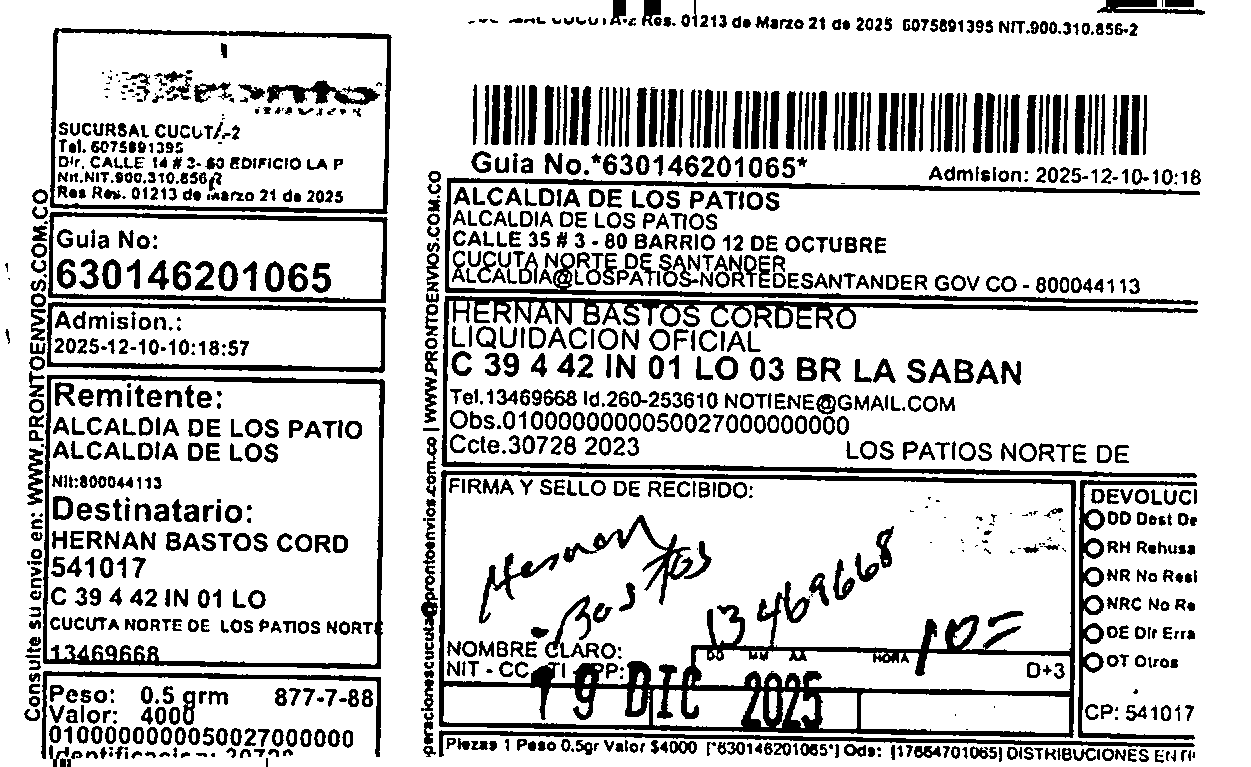 Res. 01213 de Marzo 21 de 2025 6075891395 NIT.900.310.856-2
SUCURSAL CUCUTA-2
Tel. 6075891395
Dir. CALLE 14 # 3- 60 EDIFICIO LA P
Nit.NIT.900.310.856-2
Res Res. 01213 de Marzo 21 de 2025
Consulte su envio en: WWW.PRONTOENVIOS.COM.CO
Guia No:
630146201065
Admision.:
2025-12-10-10:18:57
Remitente:
ALCALDIA DE LOS PATIO
ALCALDIA DE LOS
Nit:800044113
Destinatario:
HERNAN BASTOS CORD
541017
C 39 4 42 IN 01 LO
CUCUTA NORTE DE LOS PATIOS NORTE
13469668
Peso: 0.5 grm 877-7-88
Valor: 4000
01000000000050027000000
Guia No.*630146201065*
Admision: 2025-12-10-10:18
ALCALDIA DE LOS PATIOS
ALCALDIA DE LOS PATIOS
CALLE 35 # 3 - 80 BARRIO 12 DE OCTUBRE
CUCUTA NORTE DE SANTANDER
ALCALDIA@LOSPATIOS-NORTEDESANTANDER GOV CO - 800044113
HERNAN BASTOS CORDERO
LIQUIDACION OFICIAL
C 39 4 42 IN 01 LO 03 BR LA SABAN
Tel.13469668 Id.260-253610 NOTIENE@GMAIL.COM
Obs.01000000000050027000000000
Ccte.30728 2023 LOS PATIOS NORTE DE
eracionescucuta@prontoenvios.com.co | WWW.PRONTOENVIOS.COM.CO
FIRMA Y SELLO DE RECIBIDO:
Hernan
Bastos
13469668
10=
NOMBRE CLARO:
NIT - CC - TI - PP:
DD MM AA HORA
D+3
19 DIC 2025
DEVOLUCI
DD Dest De
RH Rehusa
NR No Resi
NRC No Re
DE Dir Erra
OT Otros
CP: 541017
Piezas 1 Peso 0.5gr Valor $4000 [*630146201065*] Ods: [17664701065] DISTRIBUCIONES EN